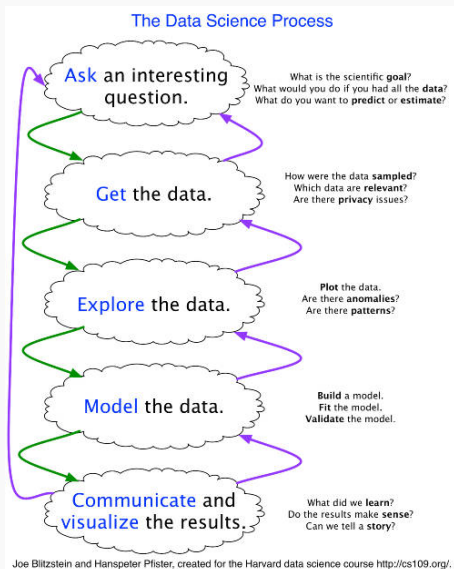 The Data Science Process
Ask an interesting
question.
What is the scientific goal?
What would you do if you had all the data?
What do you want to predict or estimate?
Get the data.
How were the data sampled?
Which data are relevant?
Are there privacy issues?
Explore the data.
Plot the data.
Are there anomalies?
Are there patterns?
Model the data.
Build a model.
Fit the model.
Validate the model.
Communicate and
visualize the results.
What did we learn?
Do the results make sense?
Can we tell a story?
Joe Blitzstein and Hanspeter Pfister, created for the Harvard data science course http://cs109.org/.